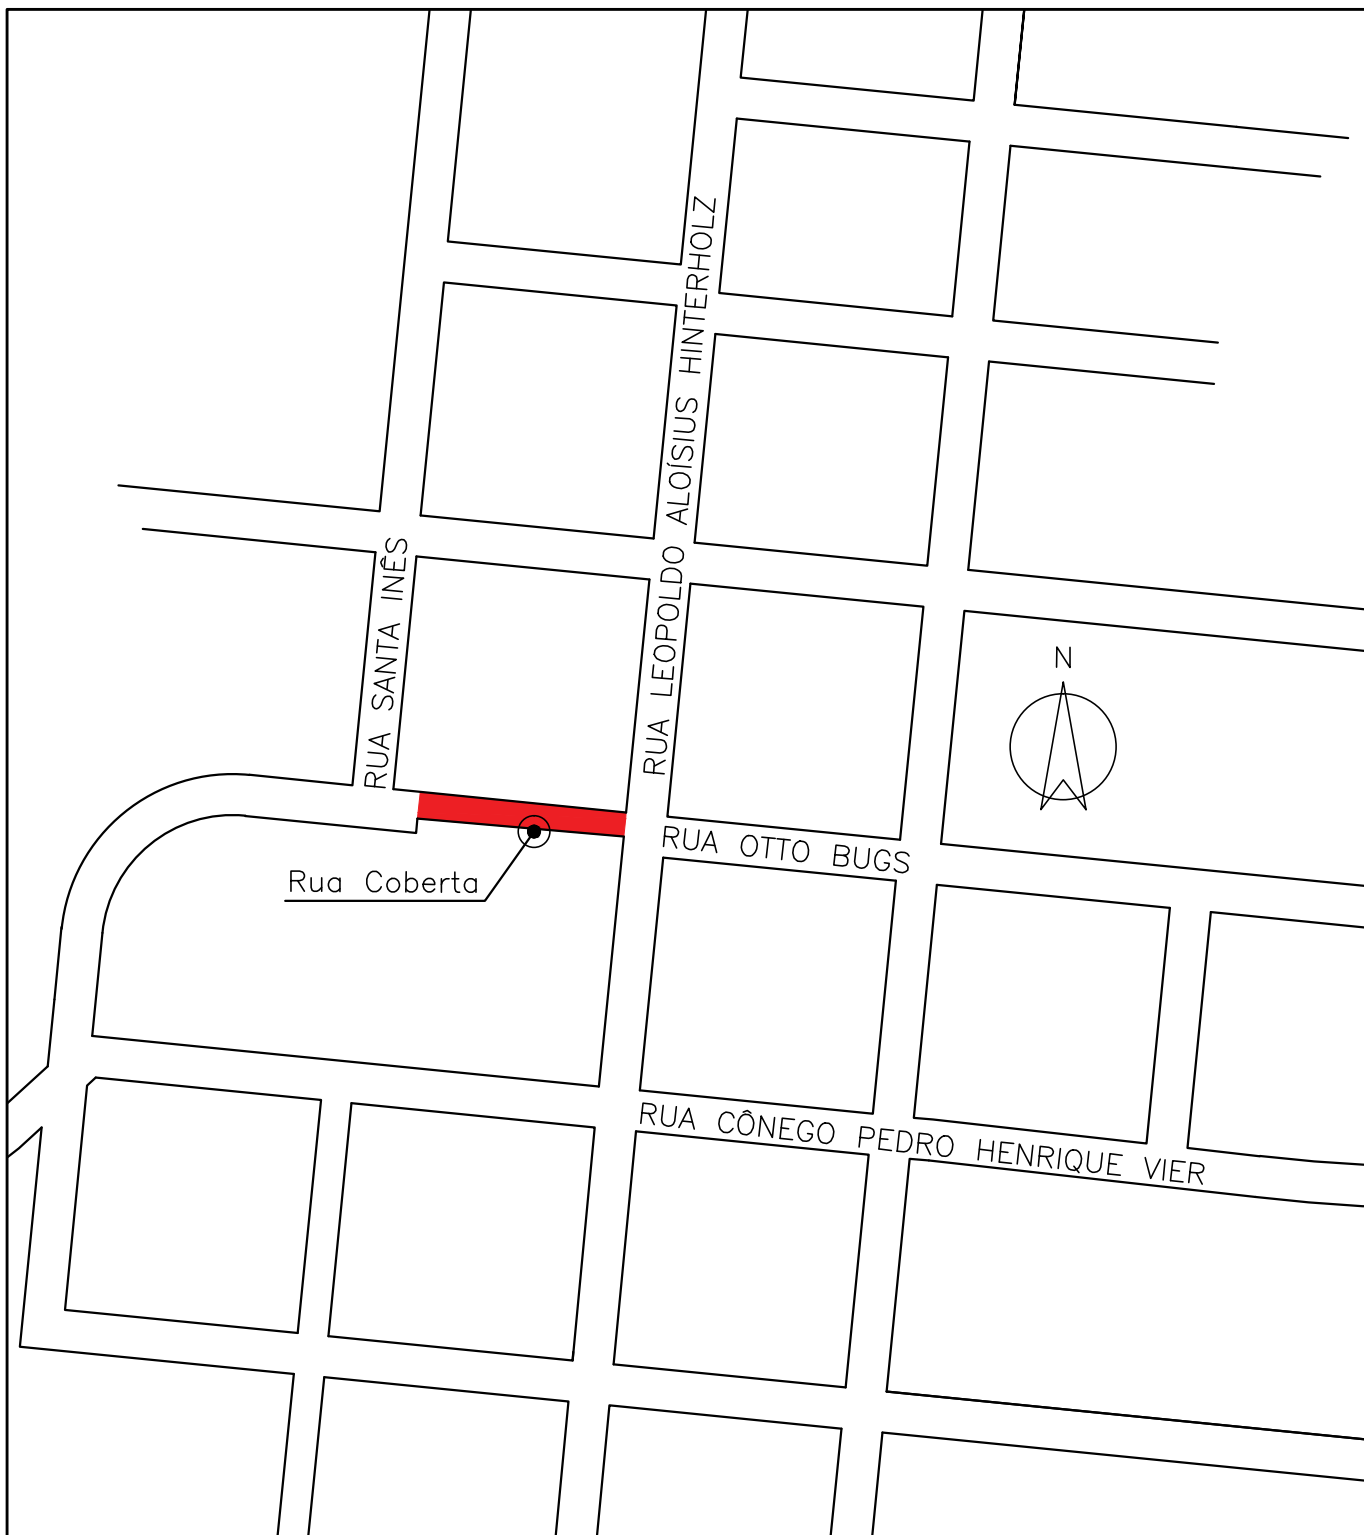 RUA LEOPOLDO ALOÍSIUS HINTERHOLZ
RUA SANTA INÊS
N
RUA OTTO BUGS
Rua Coberta
RUA CÔNEGO PEDRO HENRIQUE VIER